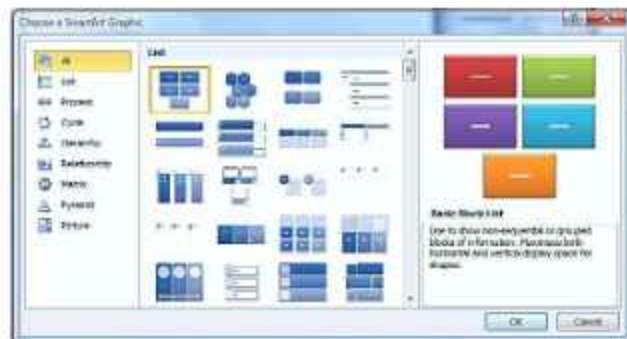 Choose a SmartArt Graphic
All
List
Process
Cycle
Hierarchy
Relationship
Matrix
Pyramid
Picture
List
Basic Block List
Use to show non-sequential or grouped
blocks of information. Maximizes both
horizontal and vertical display space for
shapes.
OK
Cancel